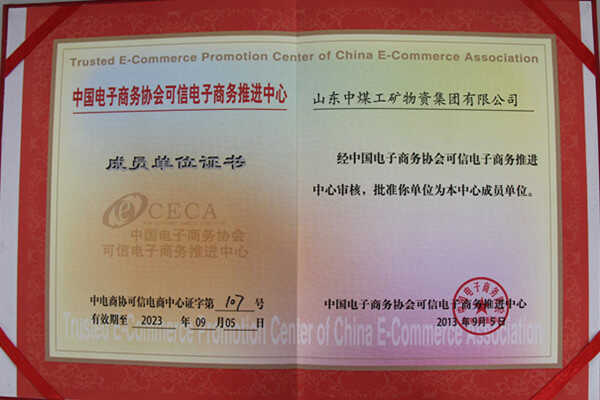 Trusted E-Commerce Promotion Center of China E-Commerce Association
中国电子商务协会可信电子商务推进中心
成员单位证书
CECA
中国电子商务协会
可信电子商务推进中心
中电商协可信电商中心证字第 107 号
有效期至 2023 年 09 月 05 日
山东中煤工矿物资集团有限公司
经中国电子商务协会可信电子商务推进
中心审核，批准你单位为本中心成员单位。
中国电子商务协会可信电子商务推进中心
2013 年 9月 5日
Trusted E-Commerce Promotion Center of China E-Commerce Association